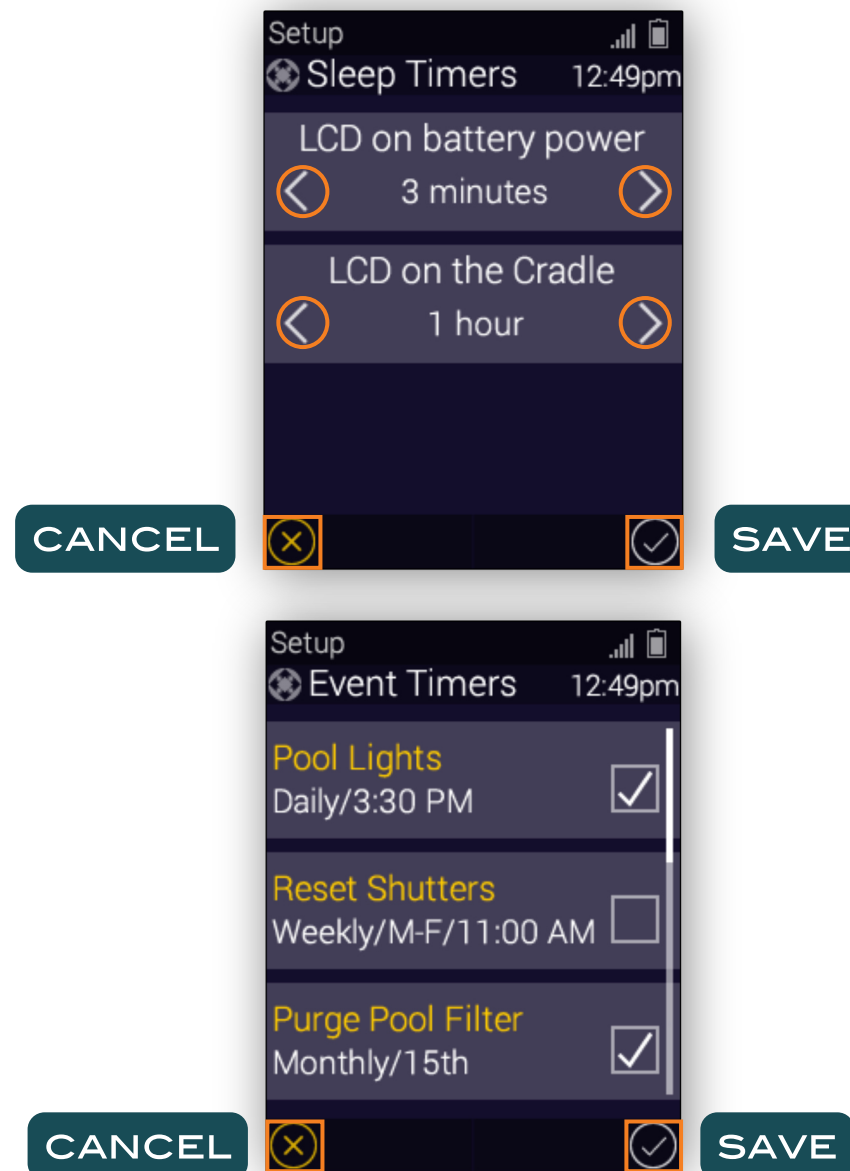 Setup
Sleep Timers 12:49pm
LCD on battery power
3 minutes
LCD on the Cradle
1 hour
CANCEL
SAVE
Setup
Event Timers 12:49pm
Pool Lights
Daily/3:30 PM
Reset Shutters
Weekly/M-F/11:00 AM
Purge Pool Filter
Monthly/15th
CANCEL
SAVE